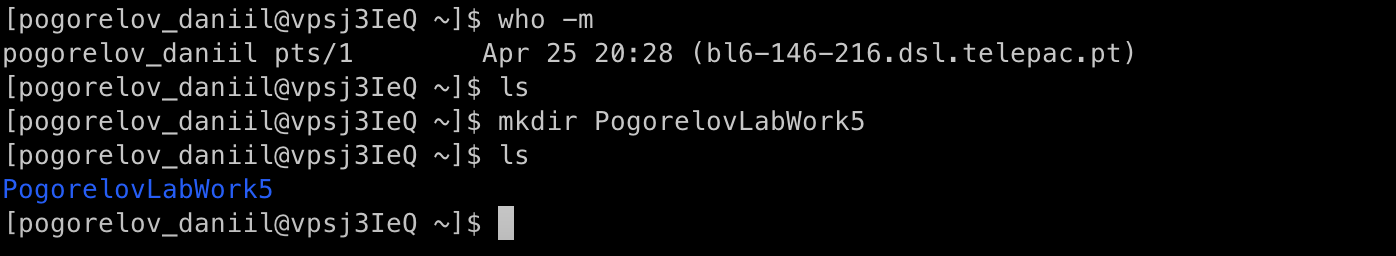 [pogorelov_daniil@vpsj3IeQ ~]$ who -m
pogorelov_daniil pts/1        Apr 25 20:28 (bl6-146-216.dsl.telepac.pt)
[pogorelov_daniil@vpsj3IeQ ~]$ ls
[pogorelov_daniil@vpsj3IeQ ~]$ mkdir PogorelovLabWork5
[pogorelov_daniil@vpsj3IeQ ~]$ ls
PogorelovLabWork5
[pogorelov_daniil@vpsj3IeQ ~]$